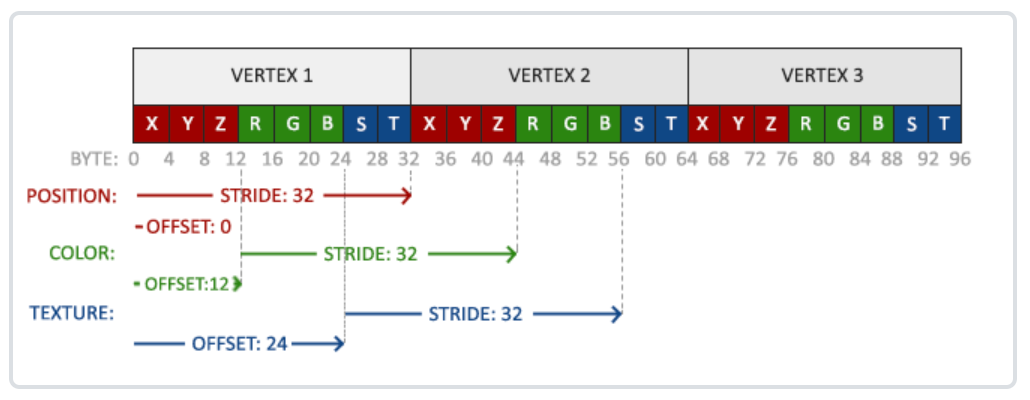 VERTEX 1 VERTEX 2 VERTEX 3
X Y Z R G B S T X Y Z R G B S T X Y Z R G B S T
BYTE: 0 4 8 12 16 20 24 28 32 36 40 44 48 52 56 60 64 68 72 76 80 84 88 92 96
POSITION: STRIDE: 32
OFFSET: 0
COLOR: STRIDE: 32
OFFSET:12
TEXTURE: STRIDE: 32
OFFSET: 24